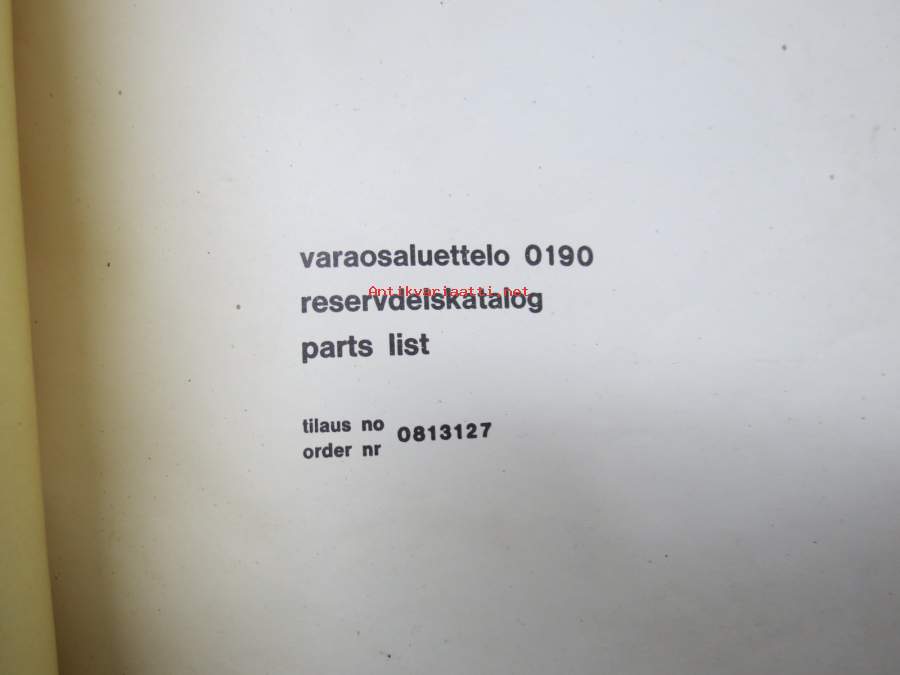 varaosaluettelo 0190
Antikvariaatti.net
reservdelskatalog
parts list
tilaus no
order nr 0813127